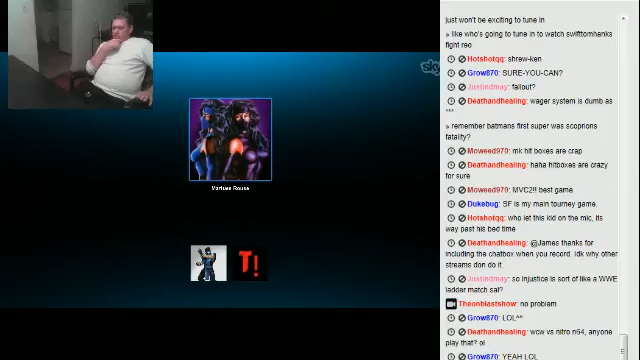 just won't be exciting to tune in
» like who's going to tune in to watch swifttomhanks
fight reo
Hotshotqq: shrew-ken
Grow870: SURE-YOU-CAN?
Justindmay: fallout?
Deathandhealing: wager system is dumb as
***
» remember batmans first super was scoprions
fatality?
Moweed970: mk hit boxes are crap
Deathandhealing: haha hitboxes are crazy
for sure
Moweed970: MVC2!! best game
Dukebug: SF is my main tourney game.
Hotshotqq: who let this kid on the mic, its
way past his bed time
Deathandhealing: @James thanks for
including the chatbox when you record. Idk why other
streams don do it.
Justindmay: so injustice is sort of like a WWE
ladder match sat?
Theonblastshow: no problem
Grow870: LOL^^
Deathandhealing: wcw vs nitro n64, anyone
play that? ol
Grow870: YEAH LOL
sky
Marlues Rouse
T!